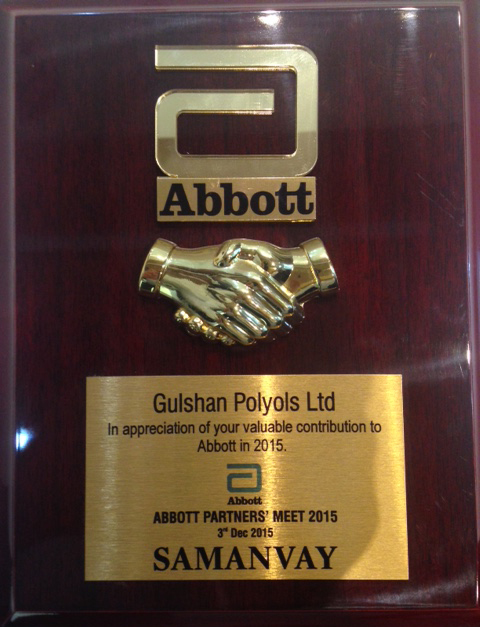 Abbott
Gulshan Polyols Ltd
In appreciation of your valuable contribution to
Abbott in 2015.
Abbott
ABBOTT PARTNERS' MEET 2015
3rd Dec 2015
SAMANVAY